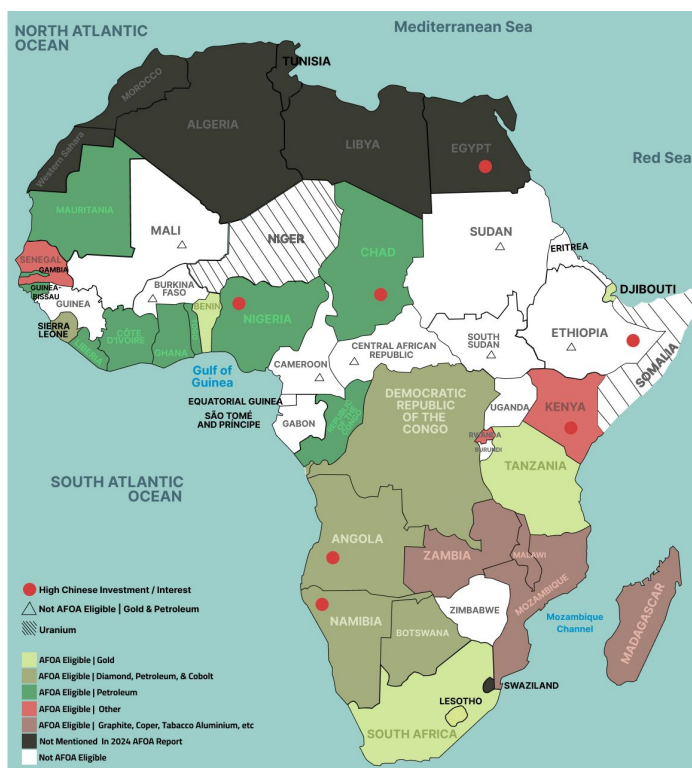 NORTH ATLANTIC
OCEAN
Mediterranean Sea
TUNISIA
MOROCCO
ALGERIA
LIBYA
EGYPT
Western Sahara
Red Sea
MAURITANIA
MALI
NIGER
CHAD
SUDAN
ERITREA
SENEGAL
GAMBIA
GUINEA-
BISSAU
GUINEA
BURKINA
FASO
BENIN
NIGERIA
DJIBOUTI
SIERRA
LEONE
LIBERIA
CÔTE
D'IVOIRE
GHANA
TOGO
ETHIOPIA
SOMALIA
CENTRAL AFRICAN
REPUBLIC
SOUTH
SUDAN
CAMEROON
Gulf of
Guinea
EQUATORIAL GUINEA
SÃO TOMÉ
AND PRÍNCIPE
GABON
REPUBLIC
OF THE
CONGO
DEMOCRATIC
REPUBLIC
OF THE
CONGO
UGANDA
KENYA
RWANDA
BURUNDI
TANZANIA
SOUTH ATLANTIC
OCEAN
ANGOLA
ZAMBIA
MALAWI
MOZAMBIQUE
MADAGASCAR
Mozambique
Channel
NAMIBIA
BOTSWANA
ZIMBABWE
SWAZILAND
LESOTHO
SOUTH AFRICA
High Chinese Investment / Interest
Not AFOA Eligible | Gold & Petroleum
Uranium
AFOA Eligible | Gold
AFOA Eligible | Diamond, Petroleum, & Cobolt
AFOA Eligible | Petroleum
AFOA Eligible | Other
AFOA Eligible | Graphite, Coper, Tabacco Aluminium, etc
Not Mentioned In 2024 AFOA Report
Not AFOA Eligible